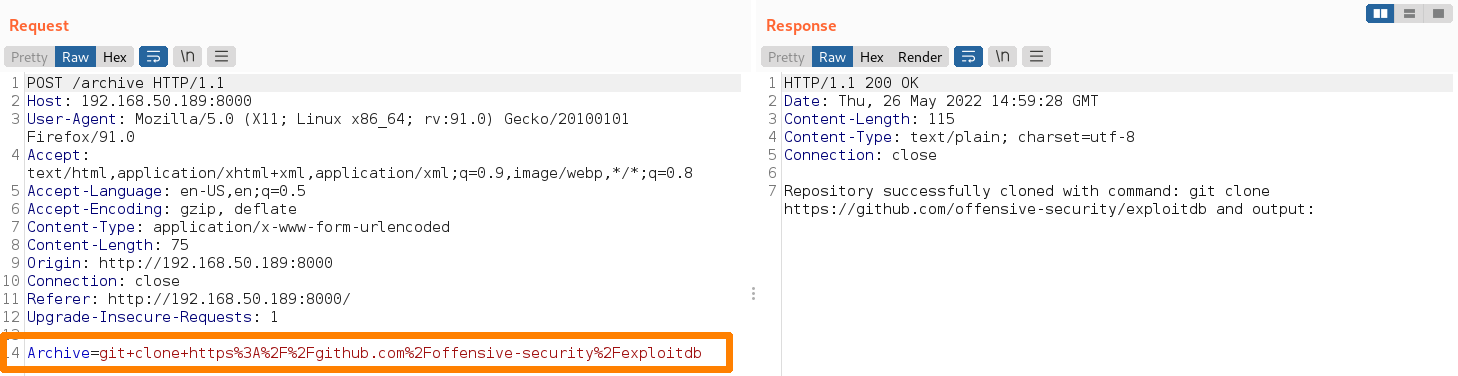 Request
Pretty Raw Hex \n
1 POST /archive HTTP/1.1
2 Host: 192.168.50.189:8000
3 User-Agent: Mozilla/5.0 (X11; Linux x86_64; rv:91.0) Gecko/20100101
Firefox/91.0
4 Accept:
text/html,application/xhtml+xml,application/xml;q=0.9,image/webp,*/*;q=0.8
5 Accept-Language: en-US,en;q=0.5
6 Accept-Encoding: gzip, deflate
7 Content-Type: application/x-www-form-urlencoded
8 Content-Length: 75
9 Origin: http://192.168.50.189:8000
10 Connection: close
11 Referer: http://192.168.50.189:8000/
12 Upgrade-Insecure-Requests: 1
13
14 Archive=git+clone+https%3A%2F%2Fgithub.com%2Foffensive-security%2Fexploitdb
Response
Pretty Raw Hex Render \n
1 HTTP/1.1 200 OK
2 Date: Thu, 26 May 2022 14:59:28 GMT
3 Content-Length: 115
4 Content-Type: text/plain; charset=utf-8
5 Connection: close
6
7 Repository successfully cloned with command: git clone
https://github.com/offensive-security/exploitdb and output: